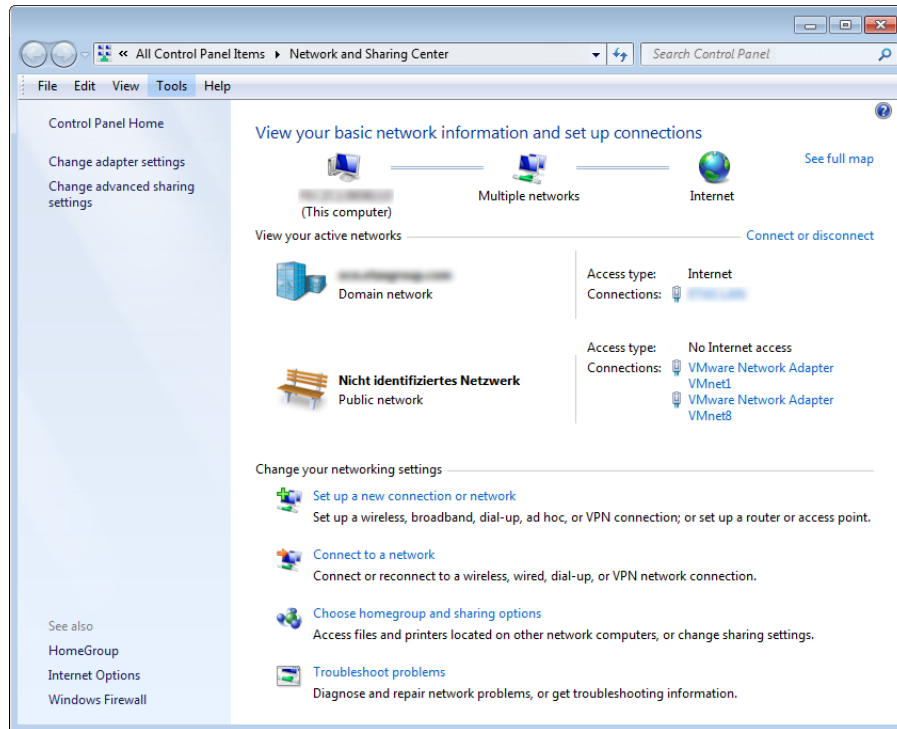 « All Control Panel Items ▸ Network and Sharing Center
Search Control Panel
File Edit View Tools Help
Control Panel Home
Change adapter settings
Change advanced sharing
settings
View your basic network information and set up connections
See full map
(This computer)
Multiple networks
Internet
View your active networks
Connect or disconnect
Domain network
Access type: Internet
Connections:
Nicht identifiziertes Netzwerk
Public network
Access type: No Internet access
Connections: VMware Network Adapter
VMnet1
VMware Network Adapter
VMnet8
Change your networking settings
Set up a new connection or network
Set up a wireless, broadband, dial-up, ad hoc, or VPN connection; or set up a router or access point.
Connect to a network
Connect or reconnect to a wireless, wired, dial-up, or VPN network connection.
Choose homegroup and sharing options
Access files and printers located on other network computers, or change sharing settings.
Troubleshoot problems
Diagnose and repair network problems, or get troubleshooting information.
See also
HomeGroup
Internet Options
Windows Firewall